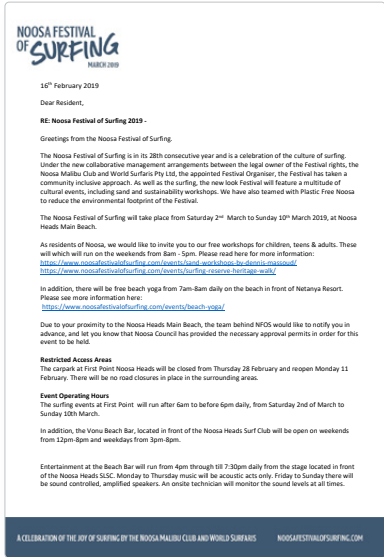 NOOSA FESTIVAL
OF SURFING
MARCH 2019
16th February 2019
Dear Resident,
RE: Noosa Festival of Surfing 2019 -
Greetings from the Noosa Festival of Surfing.
The Noosa Festival of Surfing is in its 28th consecutive year and is a celebration of the culture of surfing.
Under the new collaborative management arrangements between the legal owner of the Festival rights, the
Noosa Malibu Club and World Surfaris Pty Ltd, the appointed Festival Organiser, the Festival has taken a
community inclusive approach. As well as the surfing, the new look Festival will feature a multitude of
cultural events, including sand and sustainability workshops. We have also teamed with Plastic Free Noosa
to reduce the environmental footprint of the Festival.
The Noosa Festival of Surfing will take place from Saturday 2nd March to Sunday 10th March 2019, at Noosa
Heads Main Beach.
As residents of Noosa, we would like to invite you to our free workshops for children, teens & adults. These
will which will run on the weekends from 8am - 5pm. Please read here for more information:
https://www.noosafestivalofsurfing.com/events/sand-workshops-by-dennis-massoud/
https://www.noosafestivalofsurfing.com/events/surfing-reserve-heritage-walk/
In addition, there will be free beach yoga from 7am-8am daily on the beach in front of Netanya Resort.
Please see more information here:
https://www.noosafestivalofsurfing.com/events/beach-yoga/
Due to your proximity to the Noosa Heads Main Beach, the team behind NFOS would like to notify you in
advance, and let you know that Noosa Council has provided the necessary approval permits in order for this
event to be held.
Restricted Access Areas
The carpark at First Point Noosa Heads will be closed from Thursday 28 February and reopen Monday 11
February. There will be no road closures in place in the surrounding areas.
Event Operating Hours
The surfing events at First Point will run after 6am to before 6pm daily, from Saturday 2nd of March to
Sunday 10th March.
In addition, the Vonu Beach Bar, located in front of the Noosa Heads Surf Club will be open on weekends
from 12pm-8pm and weekdays from 3pm-8pm.
Entertainment at the Beach Bar will run from 4pm through till 7:30pm daily from the stage located in front
of the Noosa Heads SLSC. Monday to Thursday music will be acoustic acts only. Friday to Sunday there will
be sound controlled, amplified speakers. An onsite technician will monitor the sound levels at all times.
A CELEBRATION OF THE JOY OF SURFING BY THE NOOSA MALIBU CLUB AND WORLD SURFARIS NOOSAFESTIVALOFSURFING.COM